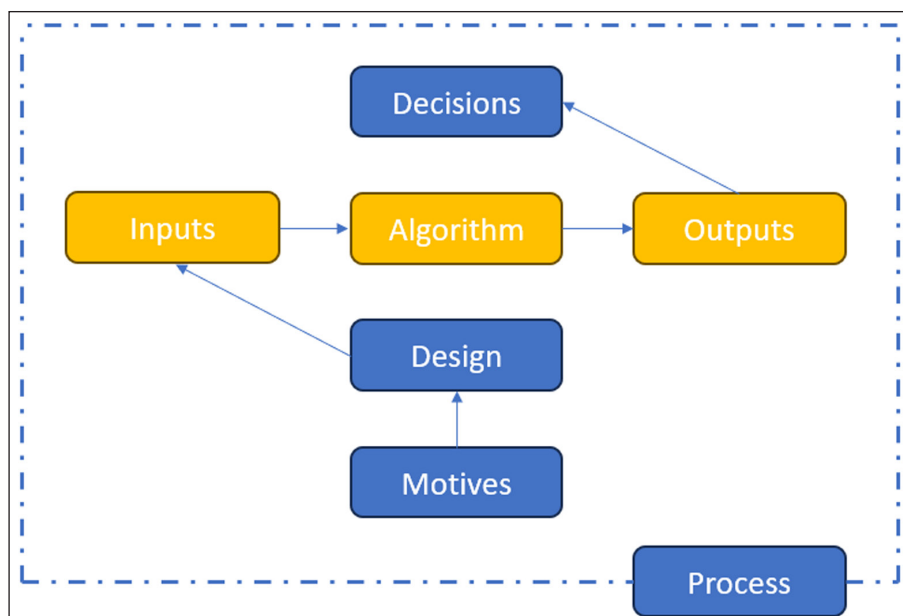 Decisions
Inputs
Algorithm
Outputs
Design
Motives
Process